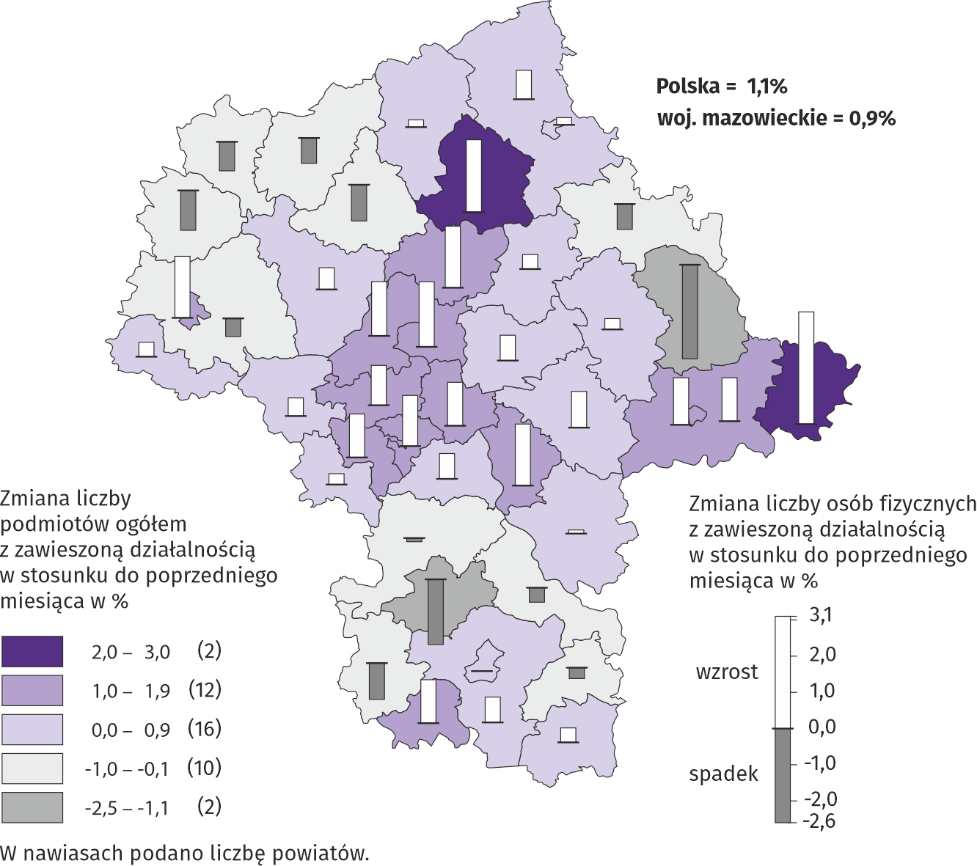 Polska = 1,1%
woj. mazowieckie = 0,9%
Zmiana liczby
podmiotów ogółem
z zawieszoną działalnością
w stosunku do poprzedniego
miesiąca w %
2,0 – 3,0 (2)
1,0 – 1,9 (12)
0,0 – 0,9 (16)
-1,0 – -0,1 (10)
-2,5 – -1,1 (2)
W nawiasach podano liczbę powiatów.
Zmiana liczby osób fizycznych
z zawieszoną działalnością
w stosunku do poprzedniego
miesiąca w %
3,1
2,0
wzrost
1,0
0,0
-1,0
spadek
-2,0
-2,6